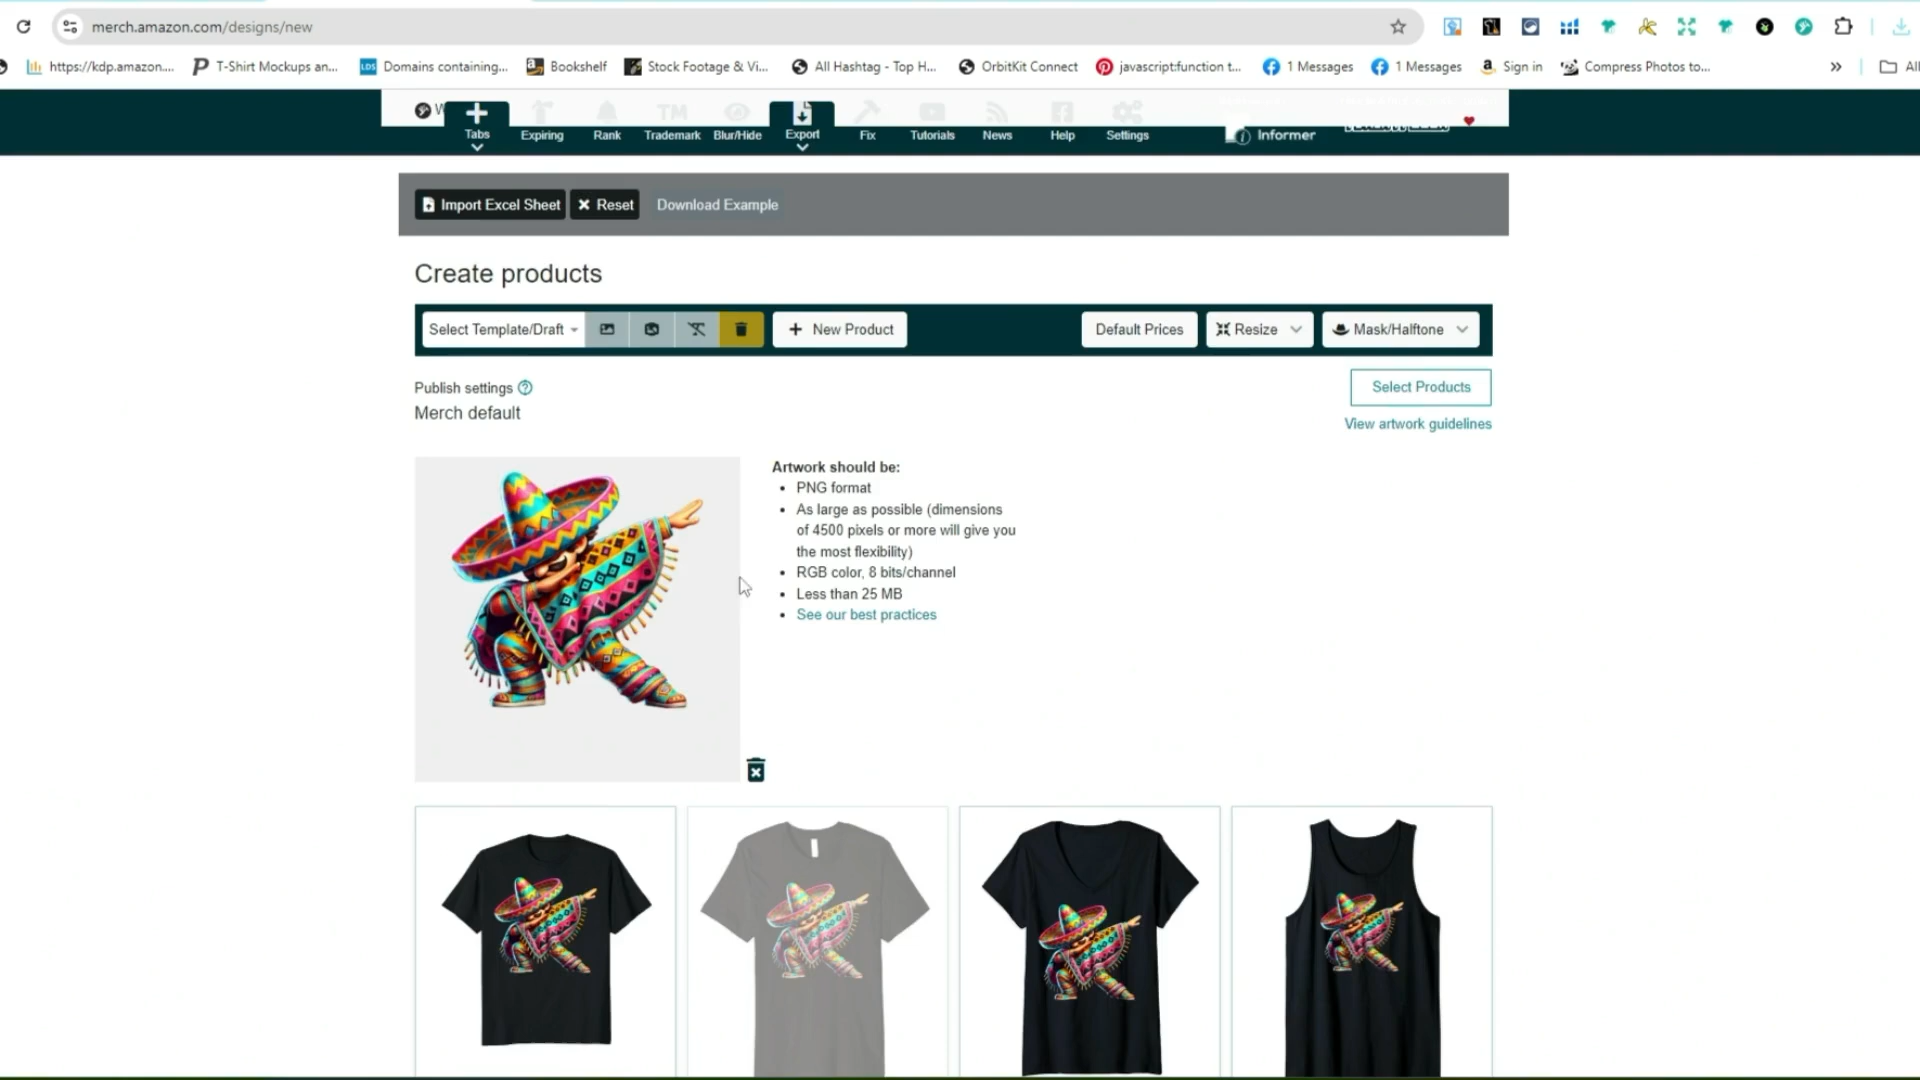 merch.amazon.com/designs/new
https://kdp.amazon.... T-Shirt Mockups an... LDS Domains containing... Bookshelf Stock Footage & Vi... All Hashtag - Top H... OrbitKit Connect javascript:function t... 1 Messages 1 Messages Sign in Compress Photos to... » All
W
TM
Tabs Expiring Rank Trademark Blur/Hide Export Fix Tutorials News Help Settings Informer
Import Excel Sheet Reset Download Example
Create products
Select Template/Draft + New Product Default Prices Resize Mask/Halftone
Publish settings
Merch default
Select Products
View artwork guidelines
Artwork should be:
• PNG format
• As large as possible (dimensions
of 4500 pixels or more will give you
the most flexibility)
• RGB color, 8 bits/channel
• Less than 25 MB
• See our best practices